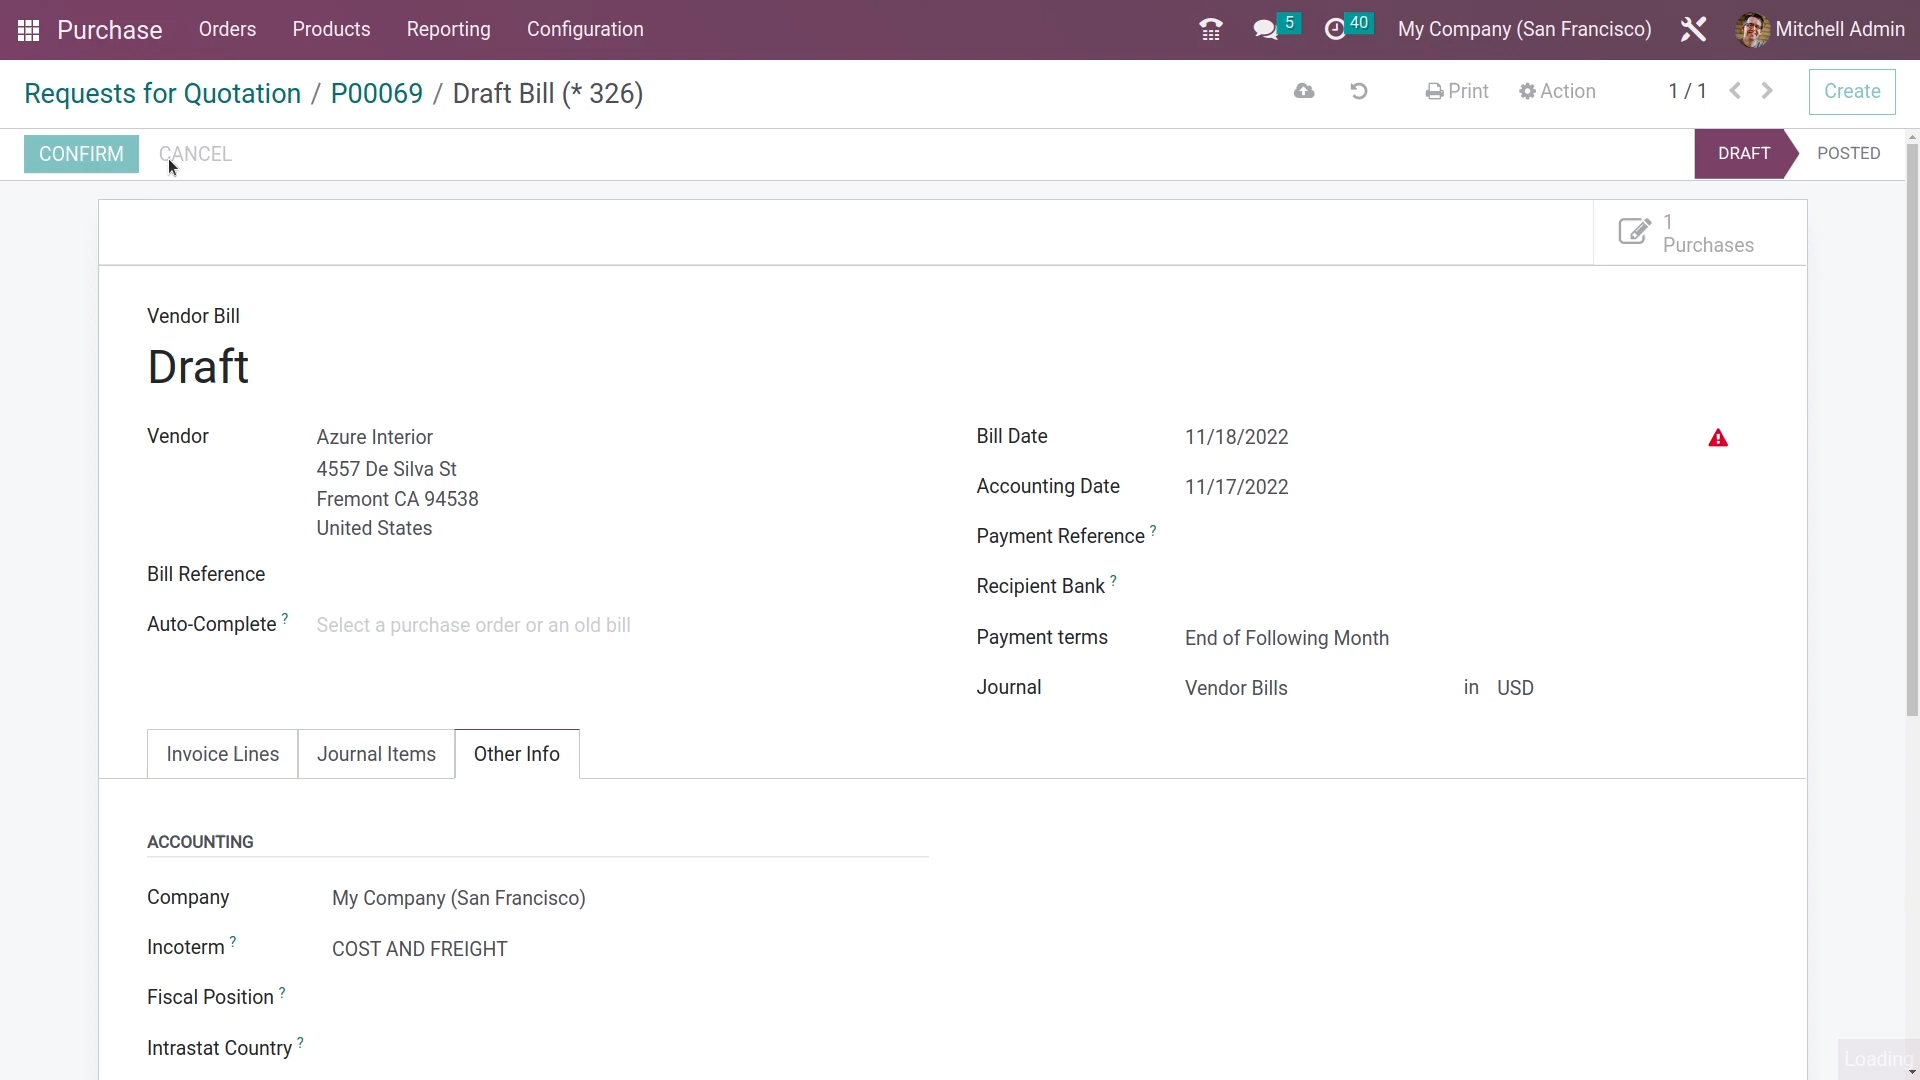 Purchase Orders Products Reporting Configuration 5 40 My Company (San Francisco) Mitchell Admin
Requests for Quotation / P00069 / Draft Bill (* 326) Print Action 1 / 1 Create
CONFIRM CANCEL DRAFT POSTED
1
Purchases
Vendor Bill
Draft
Vendor Azure Interior Bill Date 11/18/2022
4557 De Silva St
Accounting Date 11/17/2022
Fremont CA 94538
United States
Payment Reference ?
Bill Reference
Recipient Bank ?
Auto-Complete ? Select a purchase order or an old bill
Payment terms End of Following Month
Journal Vendor Bills in USD
Invoice Lines Journal Items Other Info
ACCOUNTING
Company My Company (San Francisco)
Incoterm ? COST AND FREIGHT
Fiscal Position ?
Intrastat Country ?
Loading